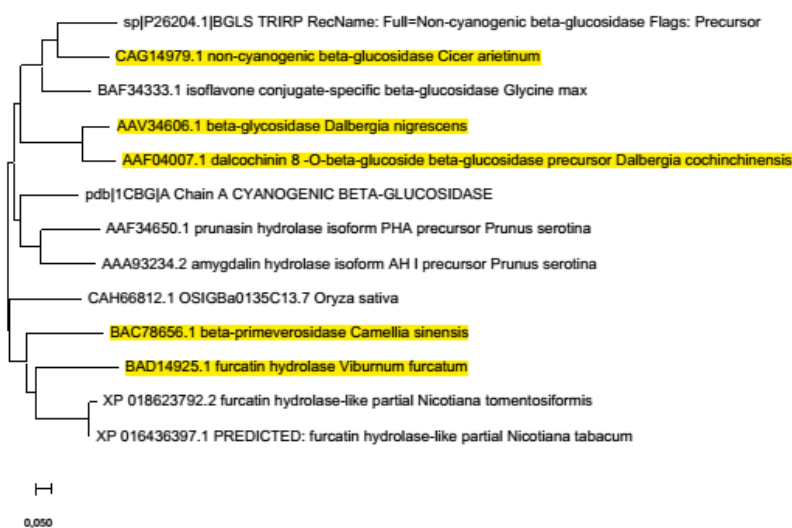 sp|P26204.1|BGLS TRIRP RecName: Full=Non-cyanogenic beta-glucosidase Flags: Precursor
CAG14979.1 non-cyanogenic beta-glucosidase Cicer arietinum
BAF34333.1 isoflavone conjugate-specific beta-glucosidase Glycine max
AAV34606.1 beta-glycosidase Dalbergia nigrescens
AAF04007.1 dalcochinin 8 -O-beta-glucoside beta-glucosidase precursor Dalbergia cochinchinensis
pdb|1CBG|A Chain A CYANOGENIC BETA-GLUCOSIDASE
AAF34650.1 prunasin hydrolase isoform PHA precursor Prunus serotina
AAA93234.2 amygdalin hydrolase isoform AH I precursor Prunus serotina
CAH66812.1 OSIGBa0135C13.7 Oryza sativa
BAC78656.1 beta-primeverosidase Camellia sinensis
BAD14925.1 furcatin hydrolase Viburnum furcatum
XP 018623792.2 furcatin hydrolase-like partial Nicotiana tomentosiformis
XP 016436397.1 PREDICTED: furcatin hydrolase-like partial Nicotiana tabacum
0,050